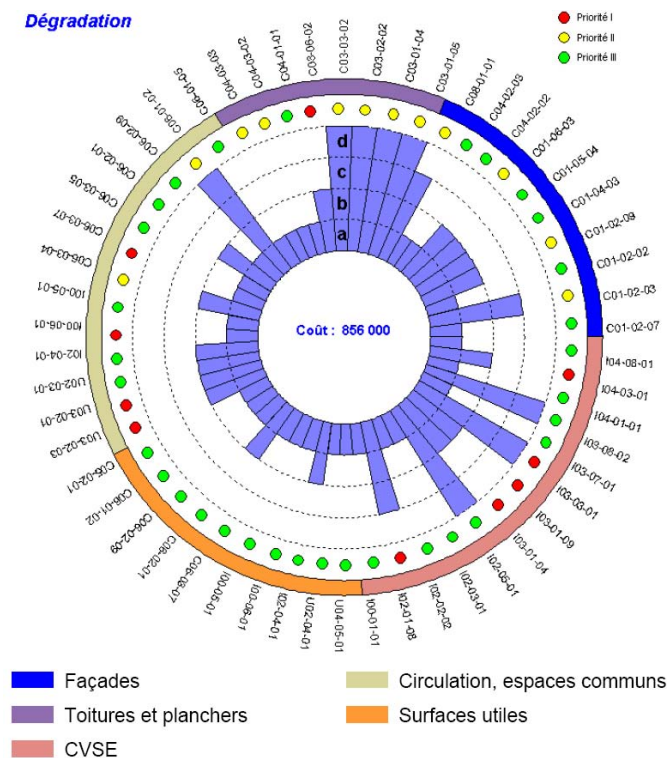 Dégradation
Priorité I
Priorité II
Priorité III
C04-01-01
C03-06-02
C03-03-02
C03-02-02
C03-01-04
C03-01-05
C08-01-01
C04-02-03
C04-02-02
C01-06-03
C01-05-04
C01-04-03
C01-02-09
C01-02-02
C01-02-03
C01-02-07
I04-08-01
I04-03-01
I04-01-01
I03-08-02
I03-07-01
I03-03-01
I03-01-09
I03-01-04
I02-05-01
I02-03-01
I02-02-02
I02-01-08
I00-01-01
U04-05-01
U02-04-01
I02-04-01
I00-06-01
I00-05-01
C06-03-07
C06-02-01
C06-02-09
C06-01-02
C06-02-01
U03-02-03
U03-02-01
U02-03-01
I02-04-01
I00-06-01
I00-05-01
C06-03-04
C06-03-07
C06-03-05
C06-02-01
C06-02-09
C06-01-02
C06-01-05
C04-03-03
C04-03-02
d
c
b
a
Coût : 856 000
Façades
Circulation, espaces communs
Toitures et planchers
Surfaces utiles
CVSE